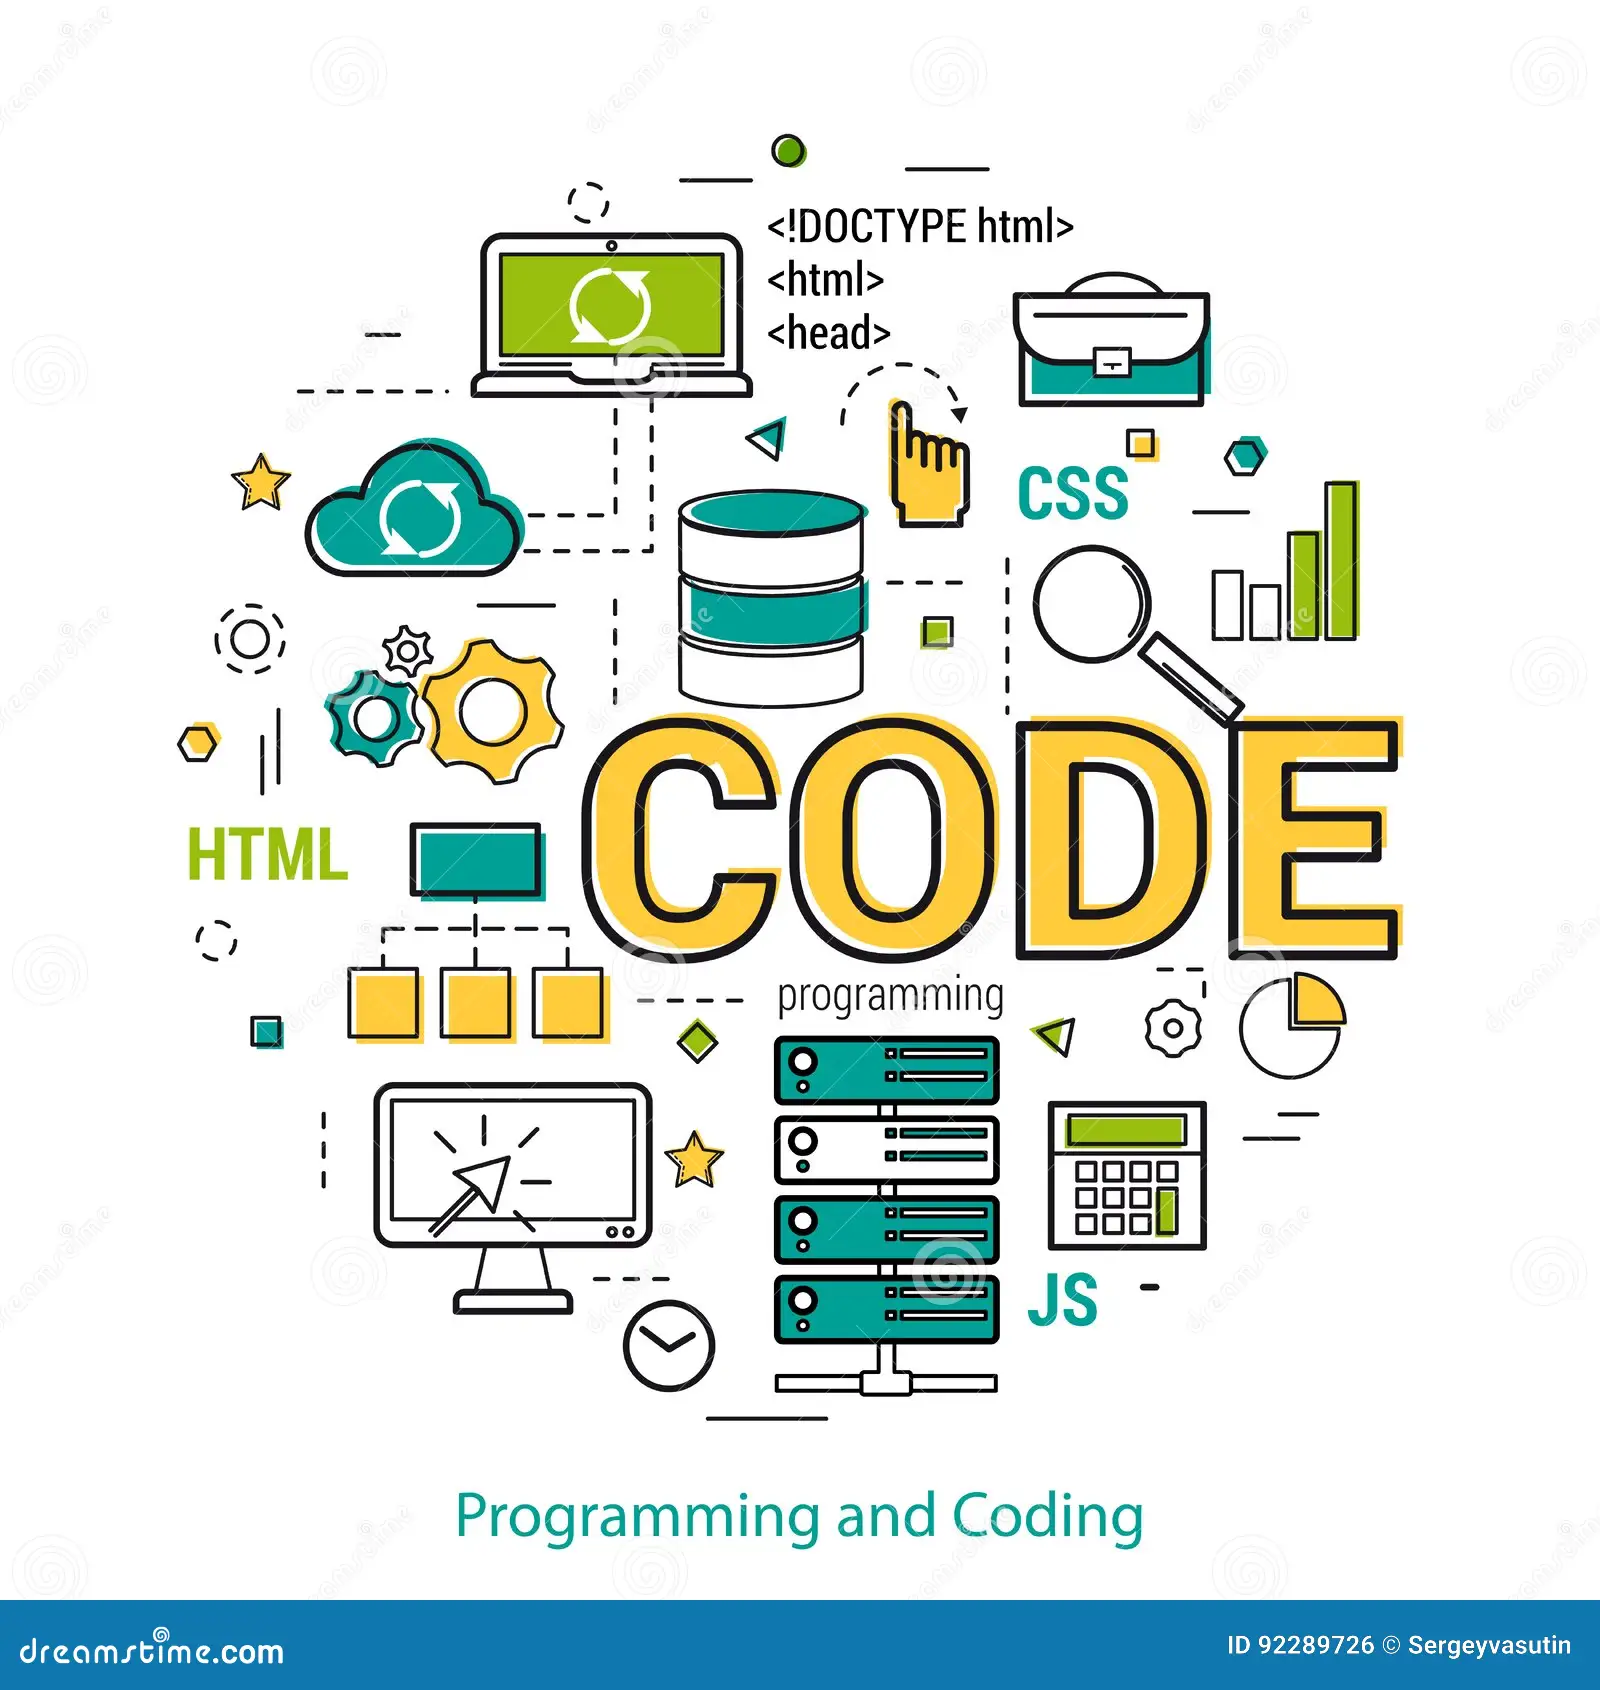 <!DOCTYPE html>
<html>
<head>
CSS
HTML
CODE
programming
JS
Programming and Coding
dreamstime.com
ID 92289726 © Sergeyvasutin